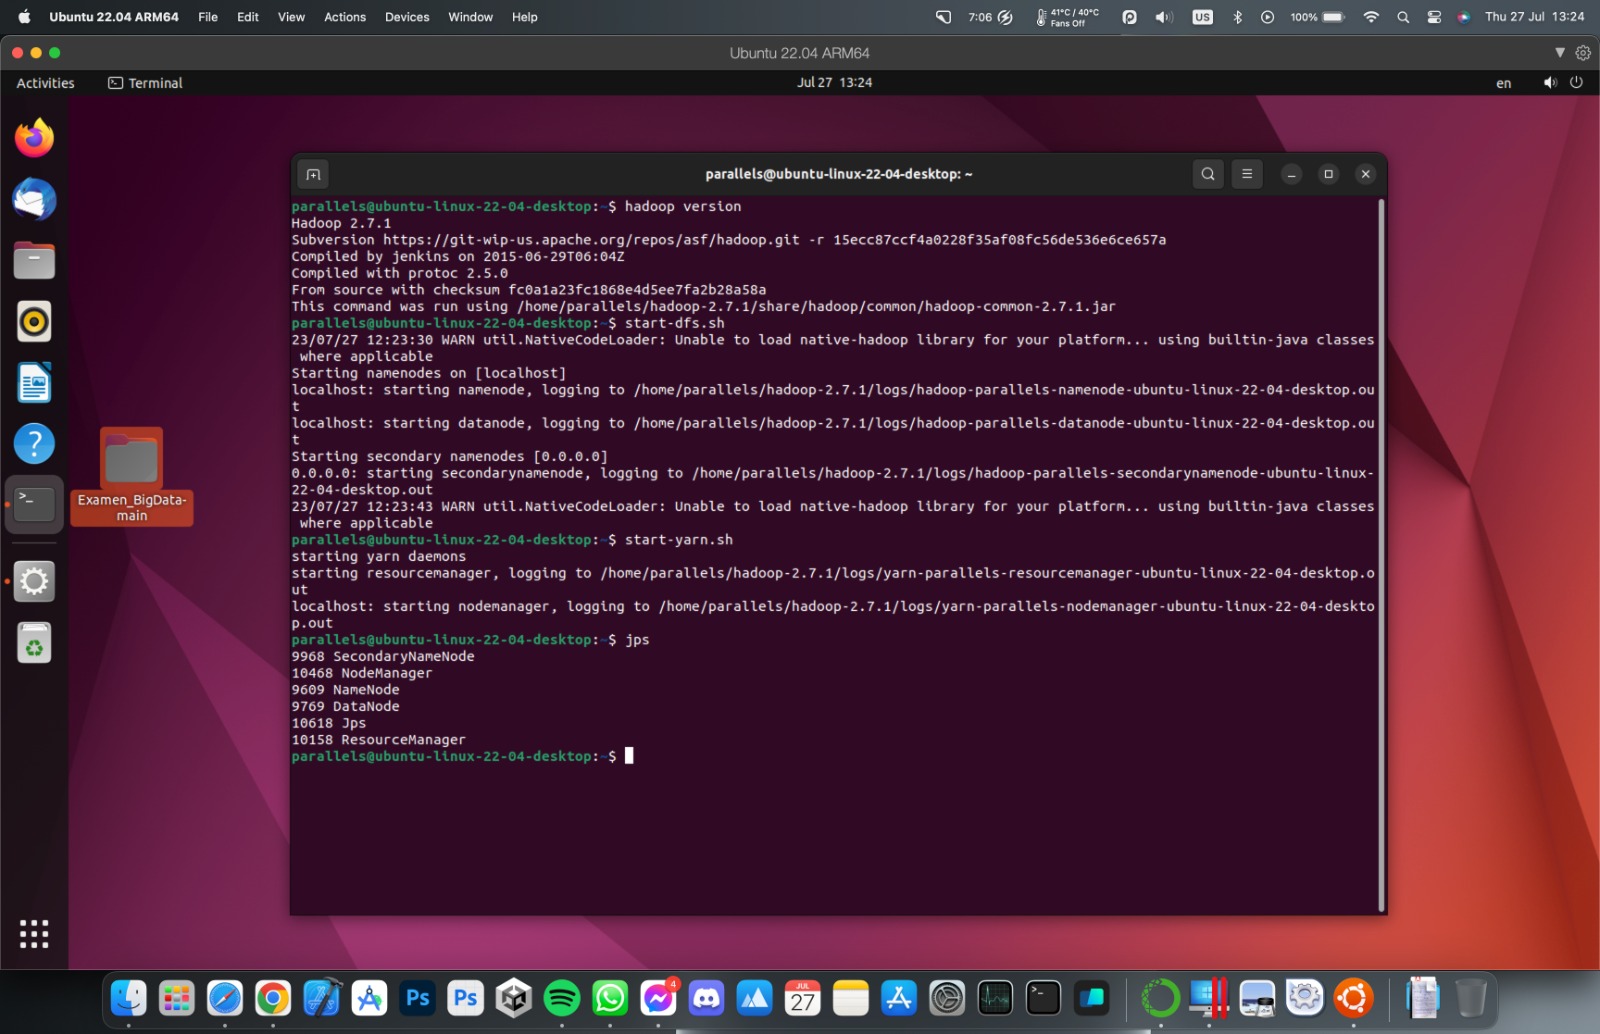 Ubuntu 22.04 ARM64 File Edit View Actions Devices Window Help 7:06 41°C / 40°C Fans Off US 100% Thu 27 Jul 13:24
Ubuntu 22.04 ARM64
Activities Terminal Jul 27 13:24 en
parallels@ubuntu-linux-22-04-desktop: ~
parallels@ubuntu-linux-22-04-desktop:~$ hadoop version
Hadoop 2.7.1
Subversion https://git-wip-us.apache.org/repos/asf/hadoop.git -r 15ecc87ccf4a0228f35af08fc56de536e6ce657a
Compiled by jenkins on 2015-06-29T06:04Z
Compiled with protoc 2.5.0
From source with checksum fc0a1a23fc1868e4d5ee7fa2b28a58a
This command was run using /home/parallels/hadoop-2.7.1/share/hadoop/common/hadoop-common-2.7.1.jar
parallels@ubuntu-linux-22-04-desktop:~$ start-dfs.sh
23/07/27 12:23:30 WARN util.NativeCodeLoader: Unable to load native-hadoop library for your platform... using builtin-java classes
where applicable
Starting namenodes on [localhost]
localhost: starting namenode, logging to /home/parallels/hadoop-2.7.1/logs/hadoop-parallels-namenode-ubuntu-linux-22-04-desktop.ou
t
localhost: starting datanode, logging to /home/parallels/hadoop-2.7.1/logs/hadoop-parallels-datanode-ubuntu-linux-22-04-desktop.ou
t
Starting secondary namenodes [0.0.0.0]
0.0.0.0: starting secondarynamenode, logging to /home/parallels/hadoop-2.7.1/logs/hadoop-parallels-secondarynamenode-ubuntu-linux-
22-04-desktop.out
23/07/27 12:23:43 WARN util.NativeCodeLoader: Unable to load native-hadoop library for your platform... using builtin-java classes
where applicable
parallels@ubuntu-linux-22-04-desktop:~$ start-yarn.sh
starting yarn daemons
starting resourcemanager, logging to /home/parallels/hadoop-2.7.1/logs/yarn-parallels-resourcemanager-ubuntu-linux-22-04-desktop.o
ut
localhost: starting nodemanager, logging to /home/parallels/hadoop-2.7.1/logs/yarn-parallels-nodemanager-ubuntu-linux-22-04-deskto
p.out
parallels@ubuntu-linux-22-04-desktop:~$ jps
9968 SecondaryNameNode
10468 NodeManager
9609 NameNode
9769 DataNode
10618 Jps
10158 ResourceManager
parallels@ubuntu-linux-22-04-desktop:~$
Examen_BigData-
main
Ps Ps 4 JUL 27